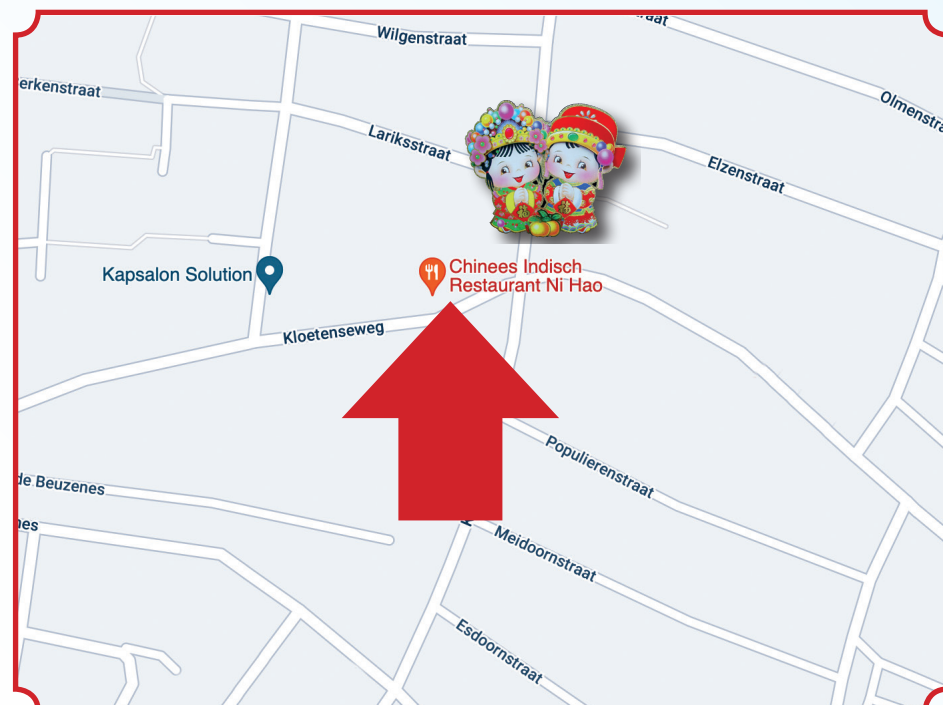 Wilgenstraat
erkenstraat
Olmenstra
Lariksstraat
Elzenstraat
Kapsalon Solution
Chinees Indisch
Restaurant Ni Hao
Kloetenseweg
Populierenstraat
de Beuzenes
nes
Meidoornstraat
Esdoornstraat